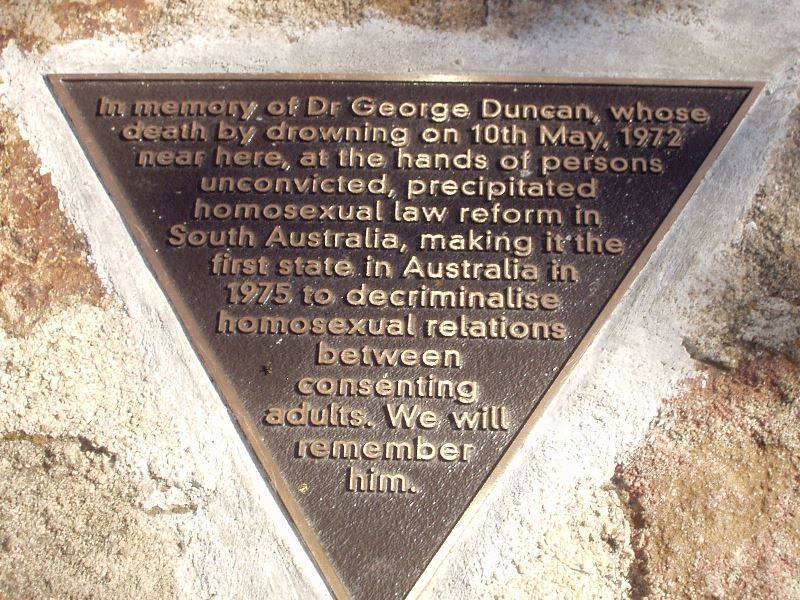 In memory of Dr George Duncan, whose
death by drowning on 10th May, 1972
near here, at the hands of persons
unconvicted, precipitated
homosexual law reform in
South Australia, making it the
first state in Australia in
1975 to decriminalise
homosexual relations
between
consenting
adults. We will
remember
him.